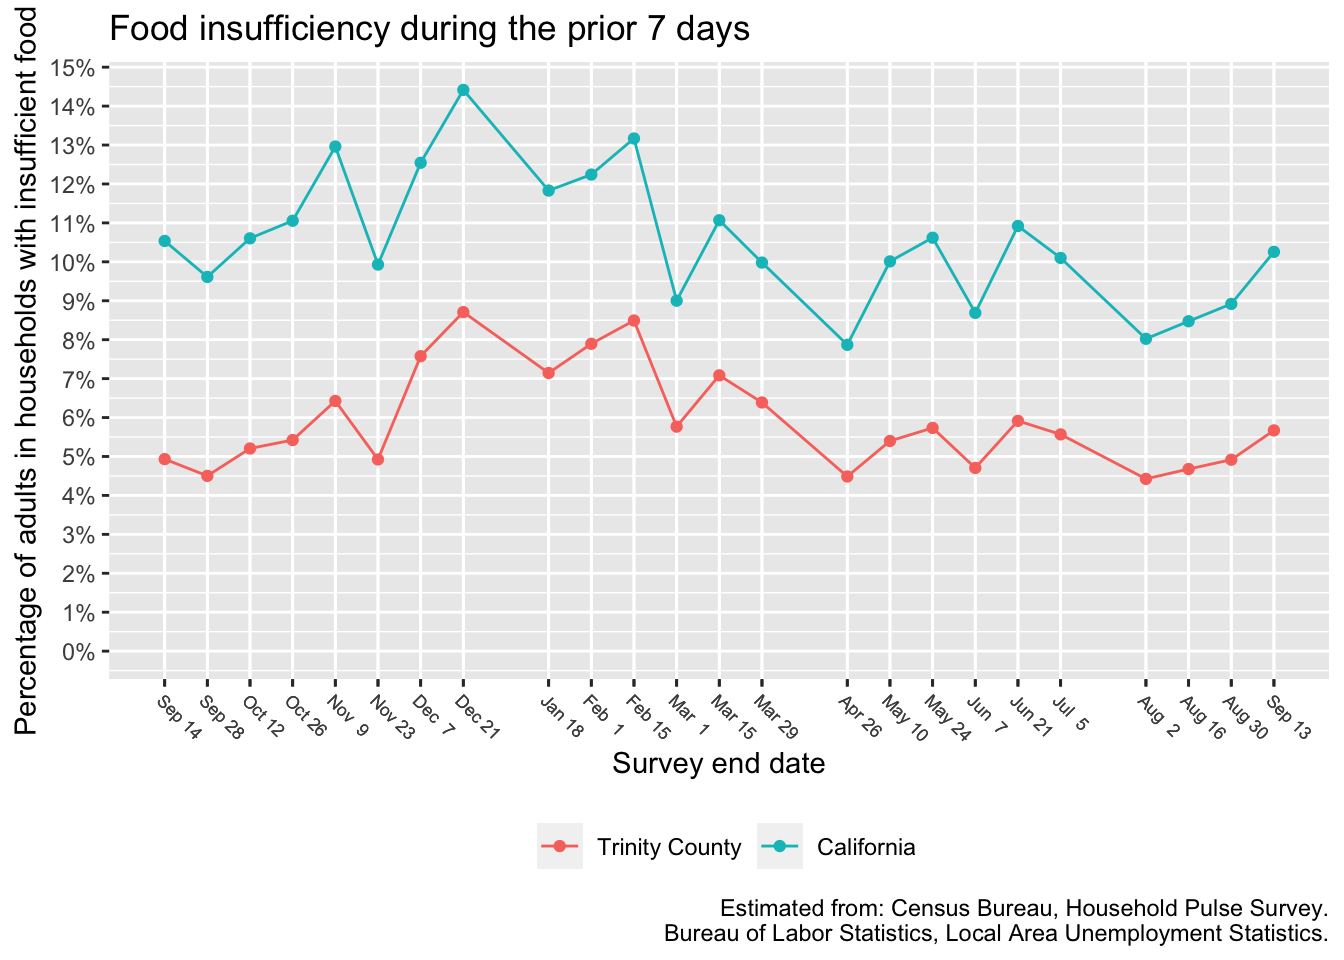 Food insufficiency during the prior 7 days
Percentage of adults in households with insufficient food
15%
14%
13%
12%
11%
10%
9%
8%
7%
6%
5%
4%
3%
2%
1%
0%
Sep 14
Sep 28
Oct 12
Oct 26
Nov 9
Nov 23
Dec 7
Dec 21
Jan 18
Feb 1
Feb 15
Mar 1
Mar 15
Mar 29
Apr 26
May 10
May 24
Jun 7
Jun 21
Jul 5
Aug 2
Aug 16
Aug 30
Sep 13
Survey end date
Trinity County
California
Estimated from: Census Bureau, Household Pulse Survey.
Bureau of Labor Statistics, Local Area Unemployment Statistics.